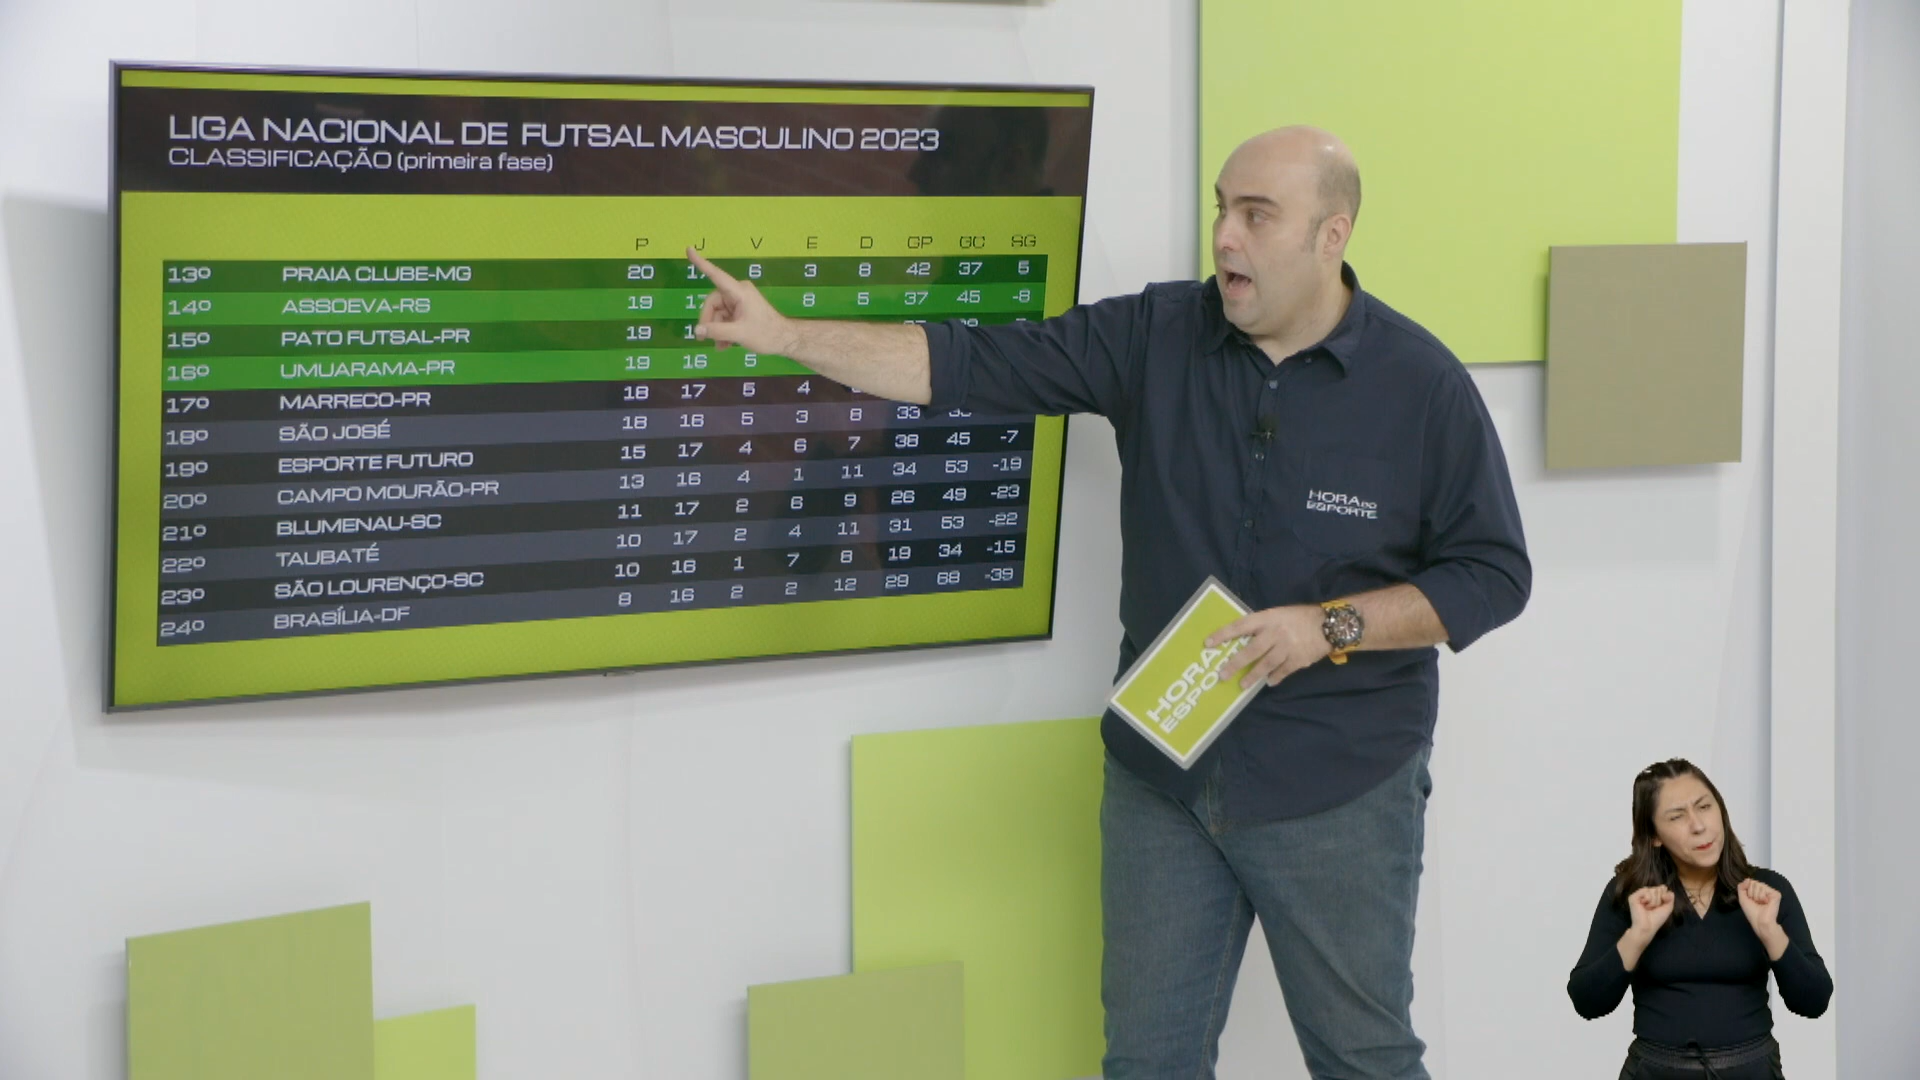 LIGA NACIONAL DE FUTSAL MASCULINO 2023
CLASSIFICAÇÃO (primeira fase)
P J V E D GP GC SG
13º PRAIA CLUBE-MG 20 6 3 8 42 37 5
14º ASSOEVA-RS 19 17 8 5 37 45 -8
15º PATO FUTSAL-PR 19
16º UMUARAMA-PR 19 16 5
17º MARRECO-PR 18 17 5 4
18º SÃO JOSÉ 18 16 5 3 8 33
19º ESPORTE FUTURO 15 17 4 6 7 38 45 -7
20º CAMPO MOURÃO-PR 13 16 4 1 11 34 53 -19
21º BLUMENAU-SC 11 17 2 6 9 26 49 -23
22º TAUBATÉ 10 17 2 4 11 31 53 -22
23º SÃO LOURENÇO-SC 10 16 1 7 8 19 34 -15
24º BRASÍLIA-DF 8 16 2 2 12 29 68 -39
HORA DO
ESPORTE
HORA
ESPORTE